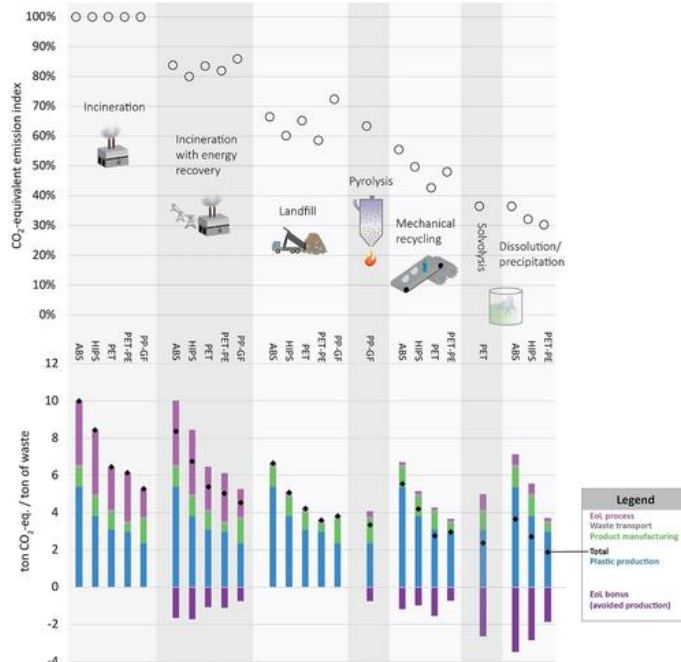 CO₂-equivalent emission index
100%
90%
80%
70%
60%
50%
40%
30%
20%
10%
0%
Incineration
Incineration
with energy
recovery
Landfill
Pyrolysis
Mechanical
recycling
Solvolysis
Dissolution/
precipitation
ABS
HIPS
PET
PET-PE
PP-GF
ABS
HIPS
PET
PET-PE
PP-GF
ABS
HIPS
PET
PET-PE
PP-GF
PP-GF
ABS
HIPS
PET
PET-PE
PET
ABS
HIPS
PET-PE
ton CO₂-eq. / ton of waste
12
10
8
6
4
2
0
-2
-4
Legend
EoL process
Waste transport
Product manufacturing
Total
Plastic production
EoL bonus
(avoided production)